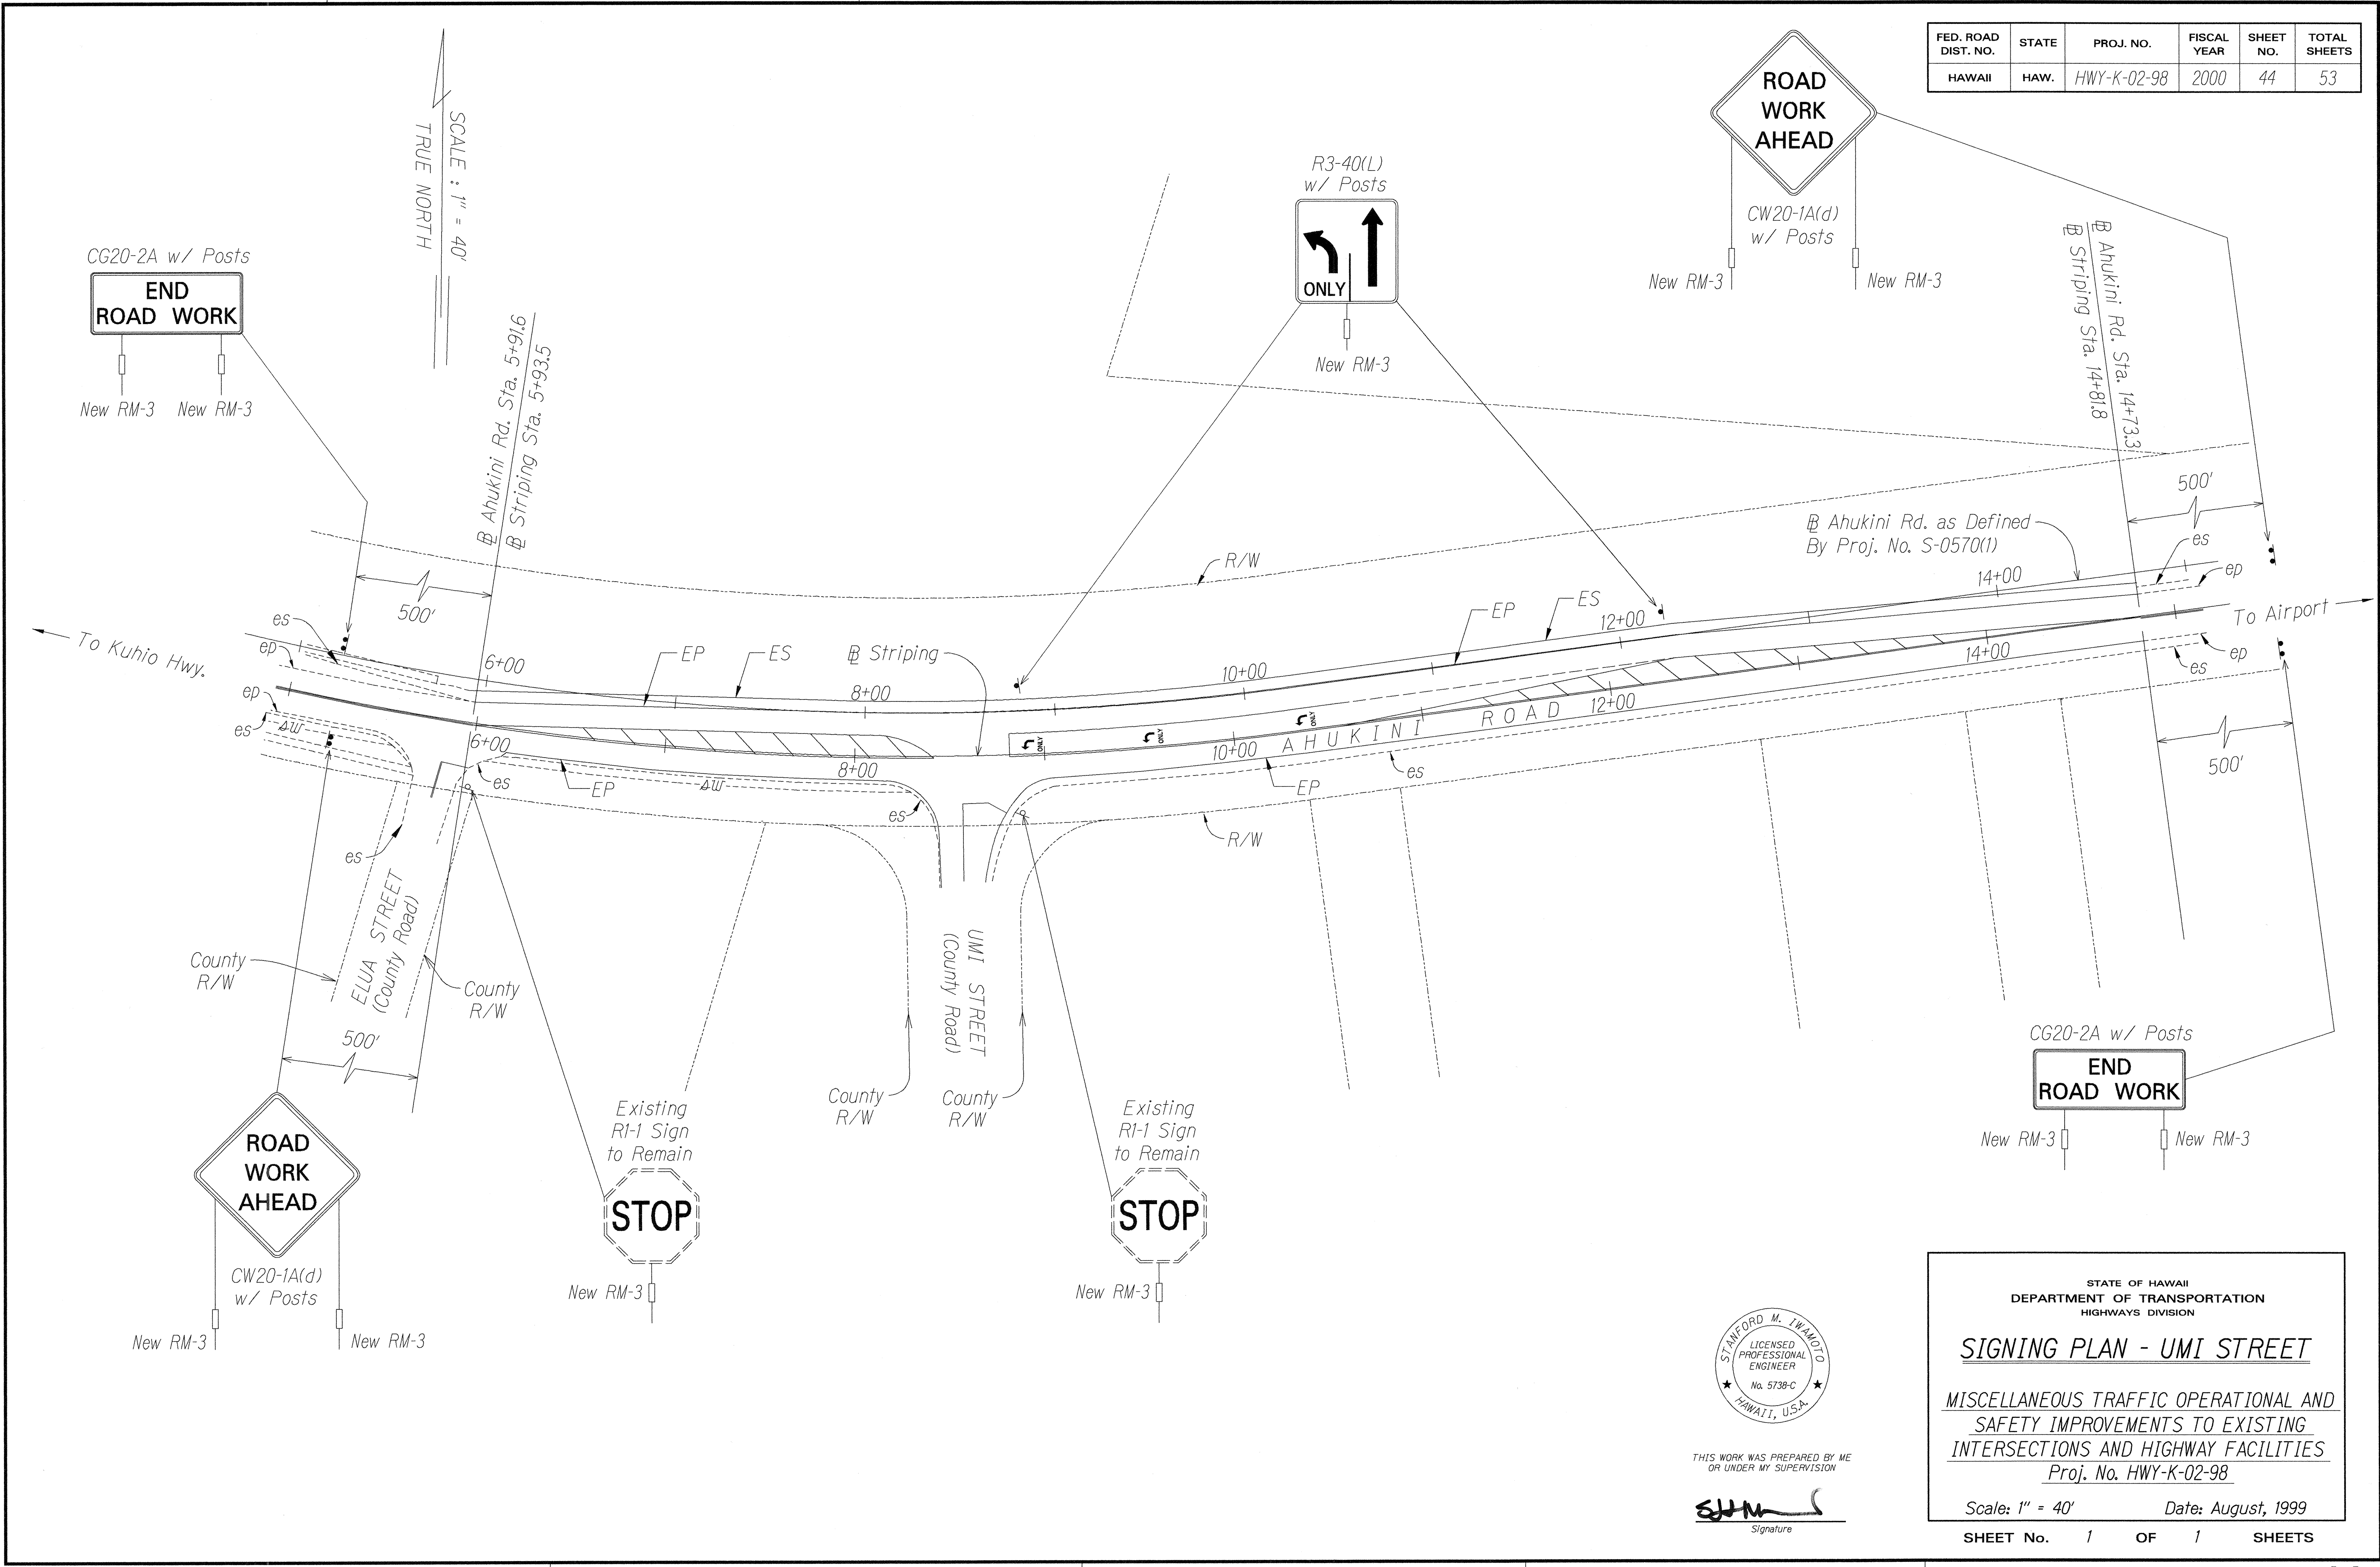 FED. ROAD DIST. NO. STATE PROJ. NO. FISCAL YEAR SHEET NO. TOTAL SHEETS
HAWAII HAW. HWY-K-02-98 2000 44 53
SCALE : 1" = 40'
TRUE NORTH
CG20-2A w/ Posts
END
ROAD WORK
New RM-3 New RM-3
R3-40(L)
w/ Posts
ONLY
New RM-3
ROAD
WORK
AHEAD
CW20-1A(d)
w/ Posts
New RM-3 New RM-3
℄ Ahukini Rd. Sta. 5+91.6
℄ Striping Sta. 5+93.5
℄ Ahukini Rd. Sta. 14+73.3
℄ Striping Sta. 14+81.8
500'
500'
℄ Ahukini Rd. as Defined
By Proj. No. S-0570(1)
R/W
To Kuhio Hwy.
To Airport
es
ep
ep
es
6+00
EP
ES
℄ Striping
8+00
10+00
EP
ES
12+00
14+00
es
ep
ep
es
6+00
8+00
10+00
12+00
14+00
ONLY
ONLY
ONLY
AHUKINI ROAD
es
EP
es
EP
es
R/W
es
500'
ELUA STREET
(County Road)
County
R/W
County
R/W
500'
UMI STREET
(County Road)
County
R/W
County
R/W
ROAD
WORK
AHEAD
CW20-1A(d)
w/ Posts
New RM-3 New RM-3
Existing
R1-1 Sign
to Remain
STOP
New RM-3
Existing
R1-1 Sign
to Remain
STOP
New RM-3
CG20-2A w/ Posts
END
ROAD WORK
New RM-3 New RM-3
STANFORD M. IWAMOTO
LICENSED
PROFESSIONAL
ENGINEER
No. 5738-C
HAWAII, U.S.A.
THIS WORK WAS PREPARED BY ME
OR UNDER MY SUPERVISION
Signature
STATE OF HAWAII
DEPARTMENT OF TRANSPORTATION
HIGHWAYS DIVISION
SIGNING PLAN - UMI STREET
MISCELLANEOUS TRAFFIC OPERATIONAL AND
SAFETY IMPROVEMENTS TO EXISTING
INTERSECTIONS AND HIGHWAY FACILITIES
Proj. No. HWY-K-02-98
Scale: 1" = 40' Date: August, 1999
SHEET No. 1 OF 1 SHEETS